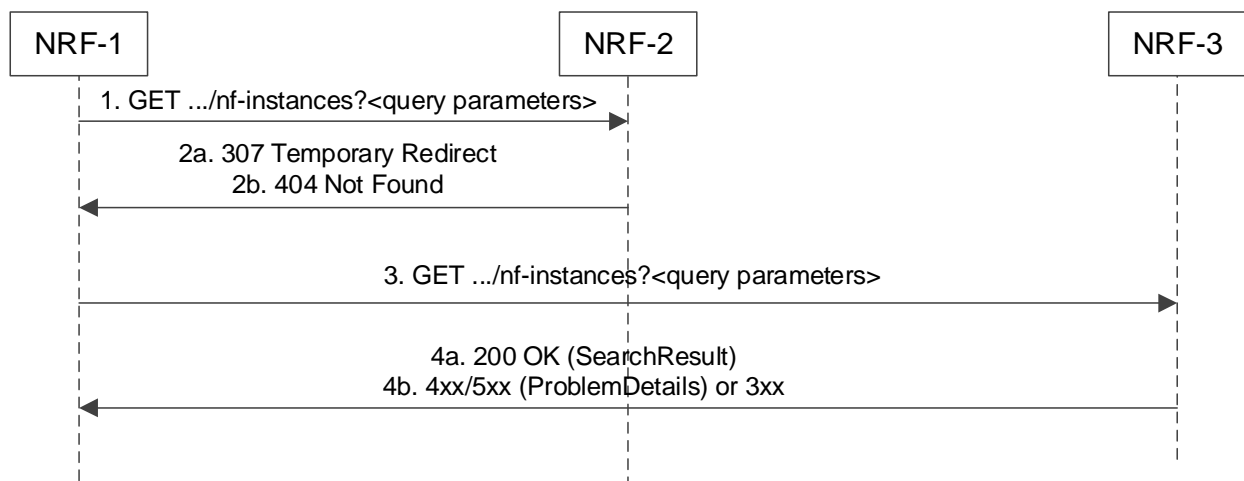 NRF-1
NRF-2
NRF-3
1. GET .../nf-instances?<query parameters>
2a. 307 Temporary Redirect
2b. 404 Not Found
3. GET .../nf-instances?<query parameters>
4a. 200 OK (SearchResult)
4b. 4xx/5xx (ProblemDetails) or 3xx